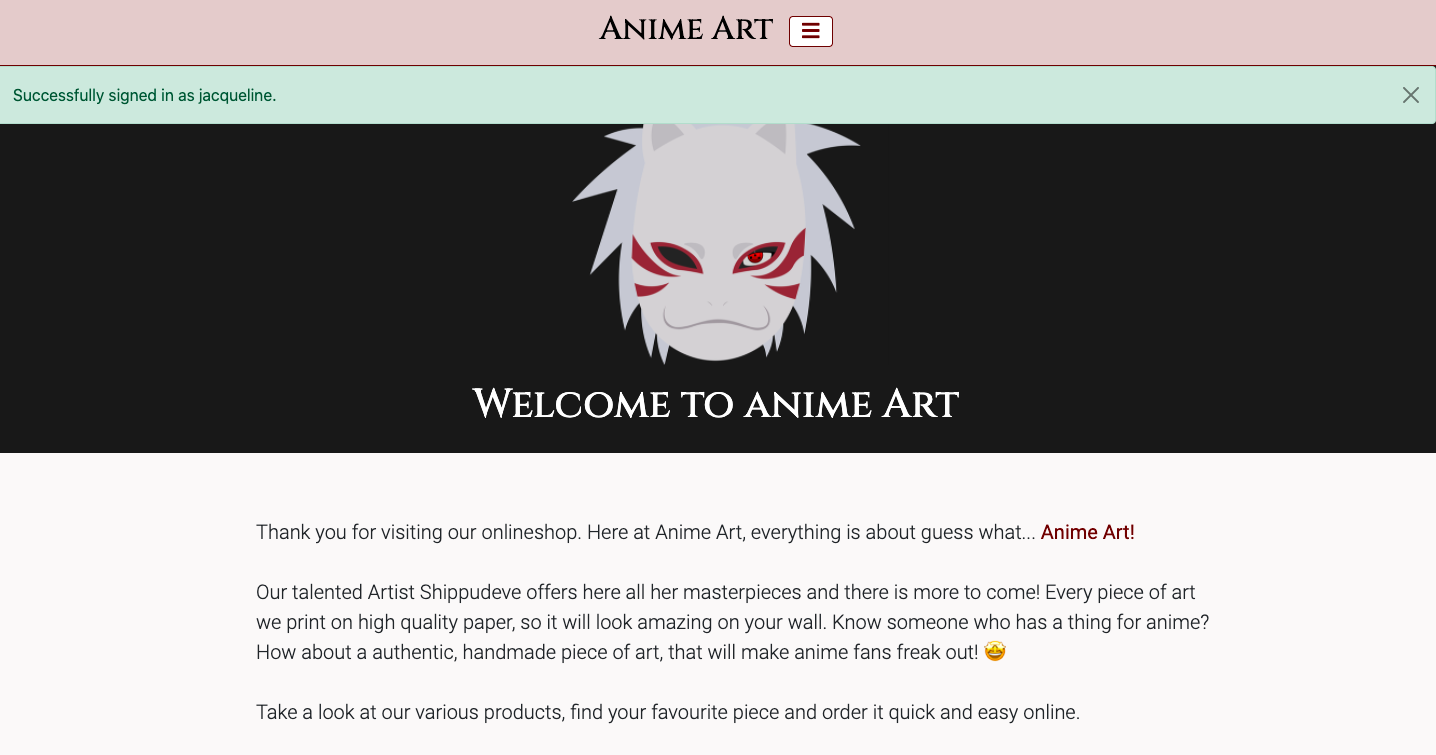 Anime Art
Successfully signed in as jacqueline.
Welcome to anime Art
Thank you for visiting our onlineshop. Here at Anime Art, everything is about guess what... Anime Art!
Our talented Artist Shippudeve offers here all her masterpieces and there is more to come! Every piece of art
we print on high quality paper, so it will look amazing on your wall. Know someone who has a thing for anime?
How about a authentic, handmade piece of art, that will make anime fans freak out! 🤩
Take a look at our various products, find your favourite piece and order it quick and easy online.